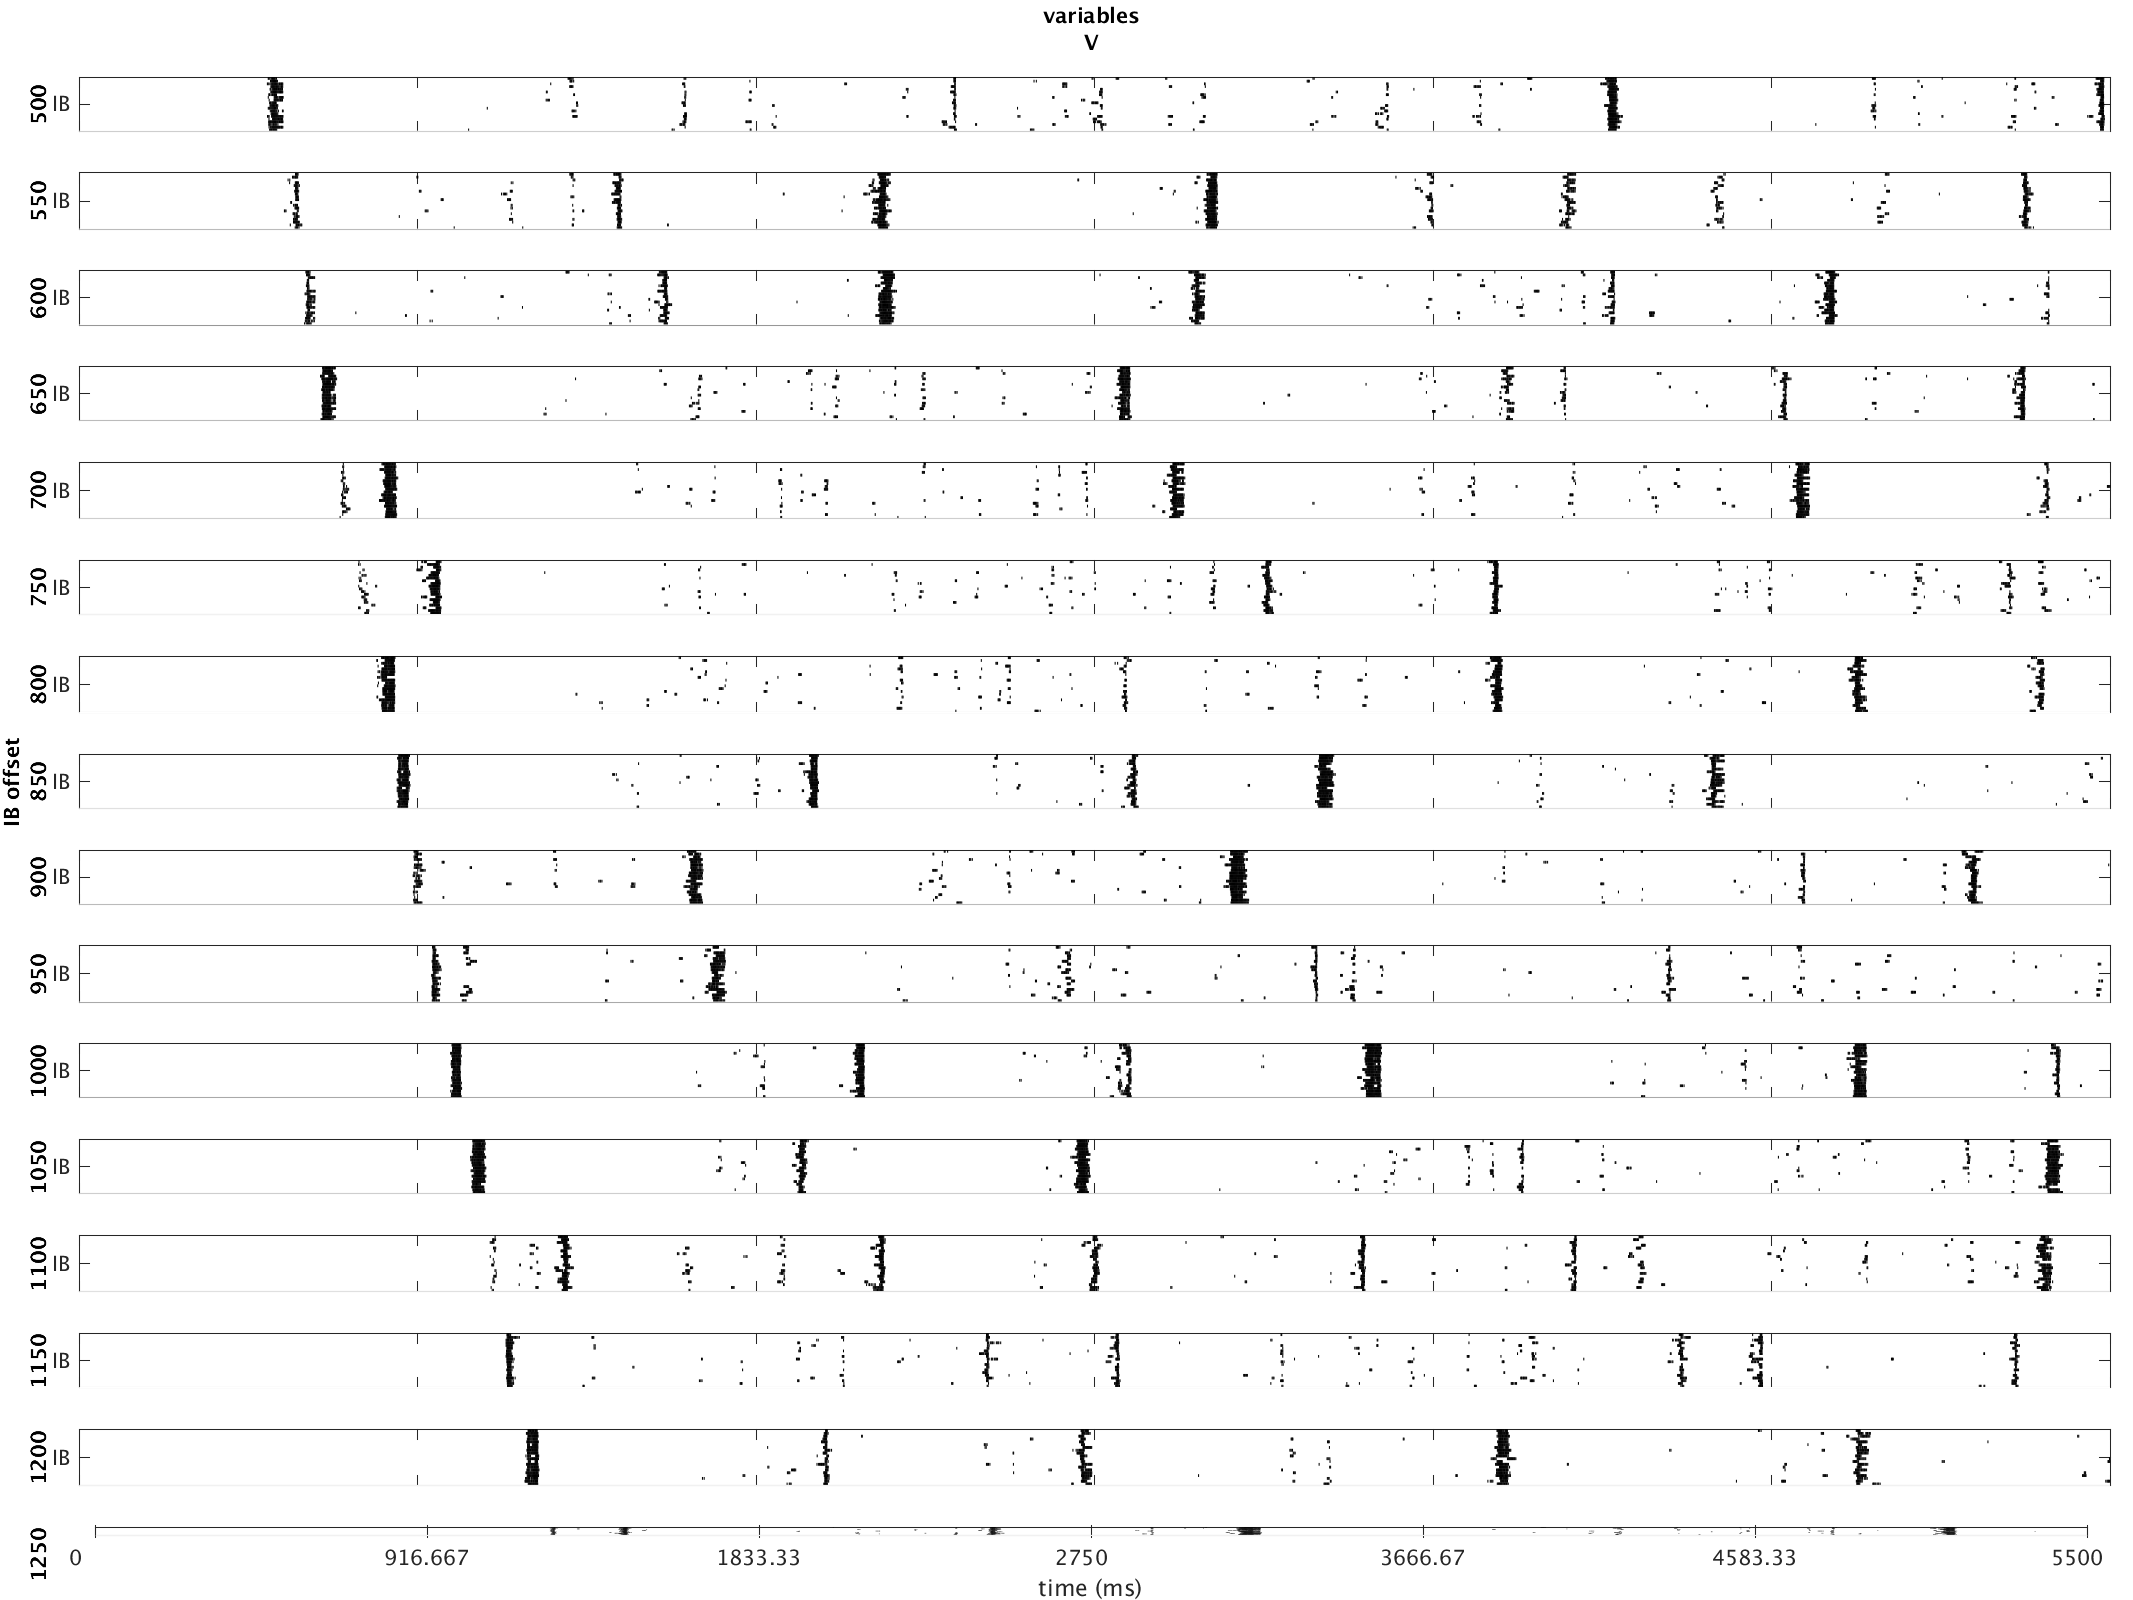 variables
V
IB offset
500 IB
550 IB
600 IB
650 IB
700 IB
750 IB
800 IB
850 IB
900 IB
950 IB
1000 IB
1050 IB
1100 IB
1150 IB
1200 IB
1250
0 916.667 1833.33 2750 3666.67 4583.33 5500
time (ms)